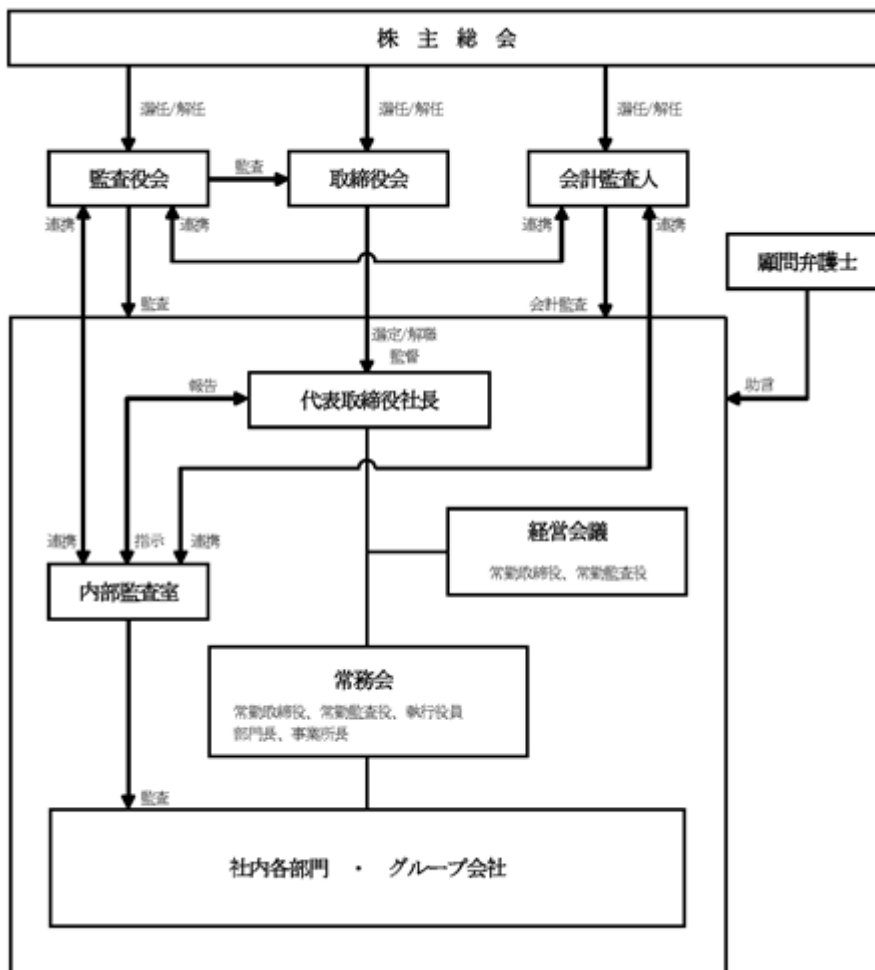 株主総会
選任/解任
選任/解任
選任/解任
監査役会
監査
取締役会
会計監査人
連携
連携
連携
連携
顧問弁護士
監査
会計監査
選定/解職
監督
報告
代表取締役社長
助言
経営会議
常勤取締役、常勤監査役
連携
指示
連携
内部監査室
常務会
常勤取締役、常勤監査役、執行役員
部門長、事業所長
監査
社内各部門 ・ グループ会社